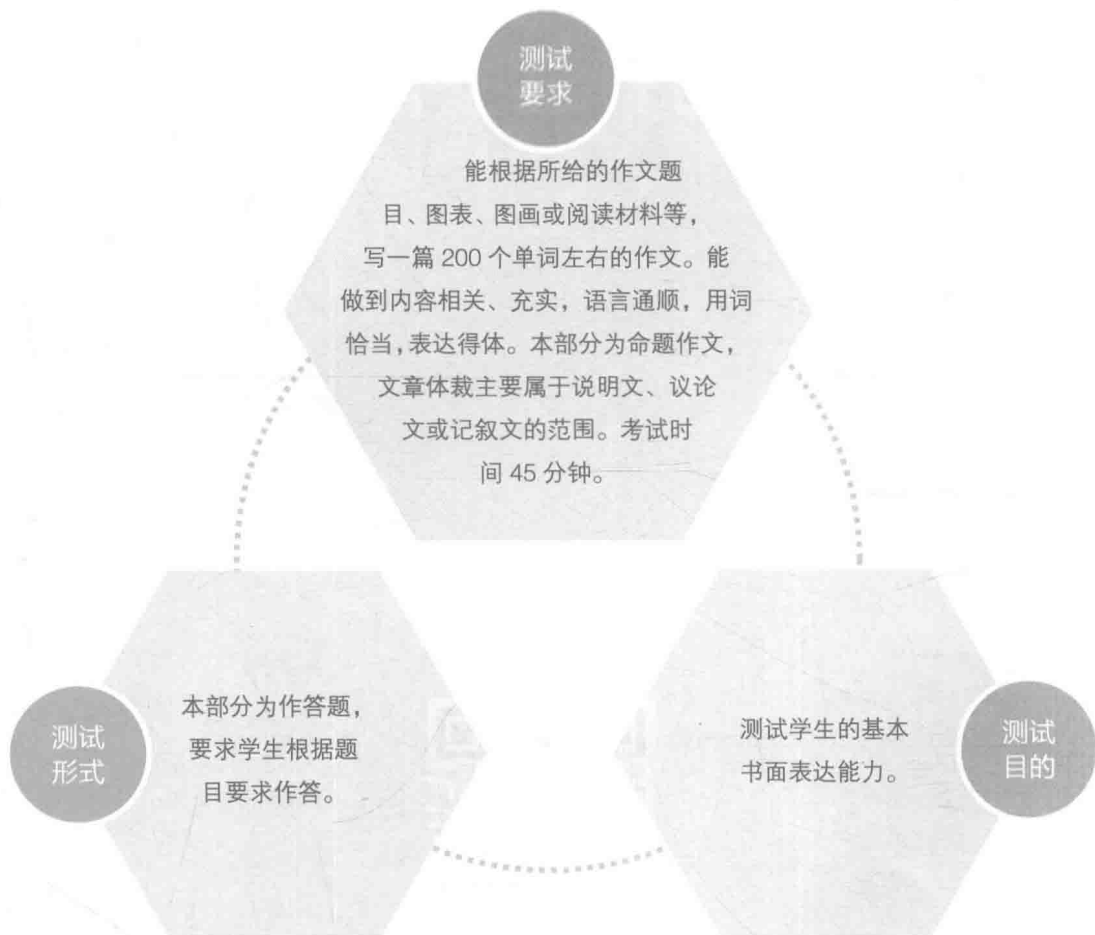 测试
要求
能根据所给的作文题
目、图表、图画或阅读材料等，
写一篇 200 个单词左右的作文。能
做到内容相关、充实，语言通顺，用词
恰当，表达得体。本部分为命题作文，
文章体裁主要属于说明文、议论
文或记叙文的范围。考试时
间 45 分钟。
测试
形式
本部分为作答题，
要求学生根据题
目要求作答。
测试学生的基本
书面表达能力。
测试
目的